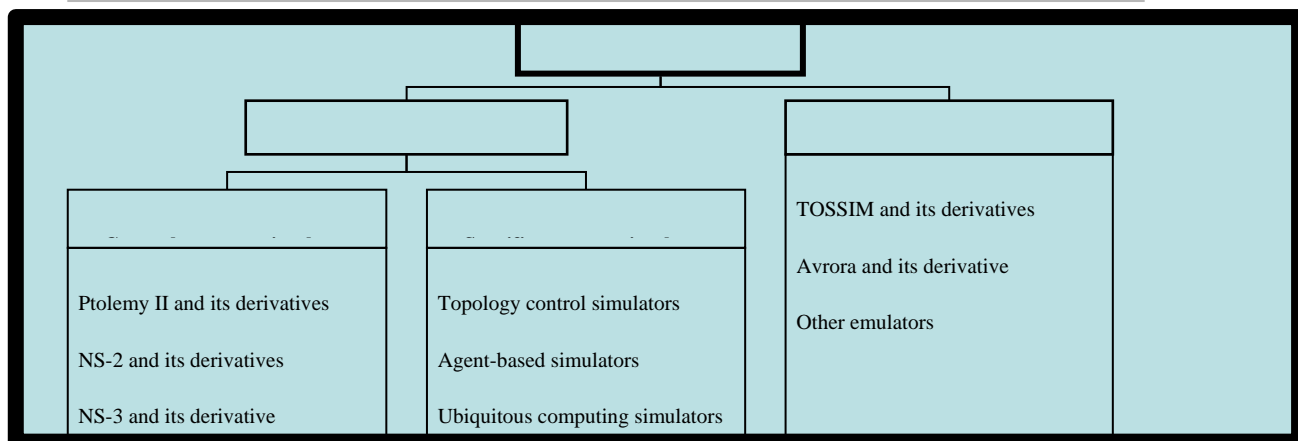 Ptolemy II and its derivatives
NS-2 and its derivatives
NS-3 and its derivative
Topology control simulators
Agent-based simulators
Ubiquitous computing simulators
TOSSIM and its derivatives
Avrora and its derivative
Other emulators